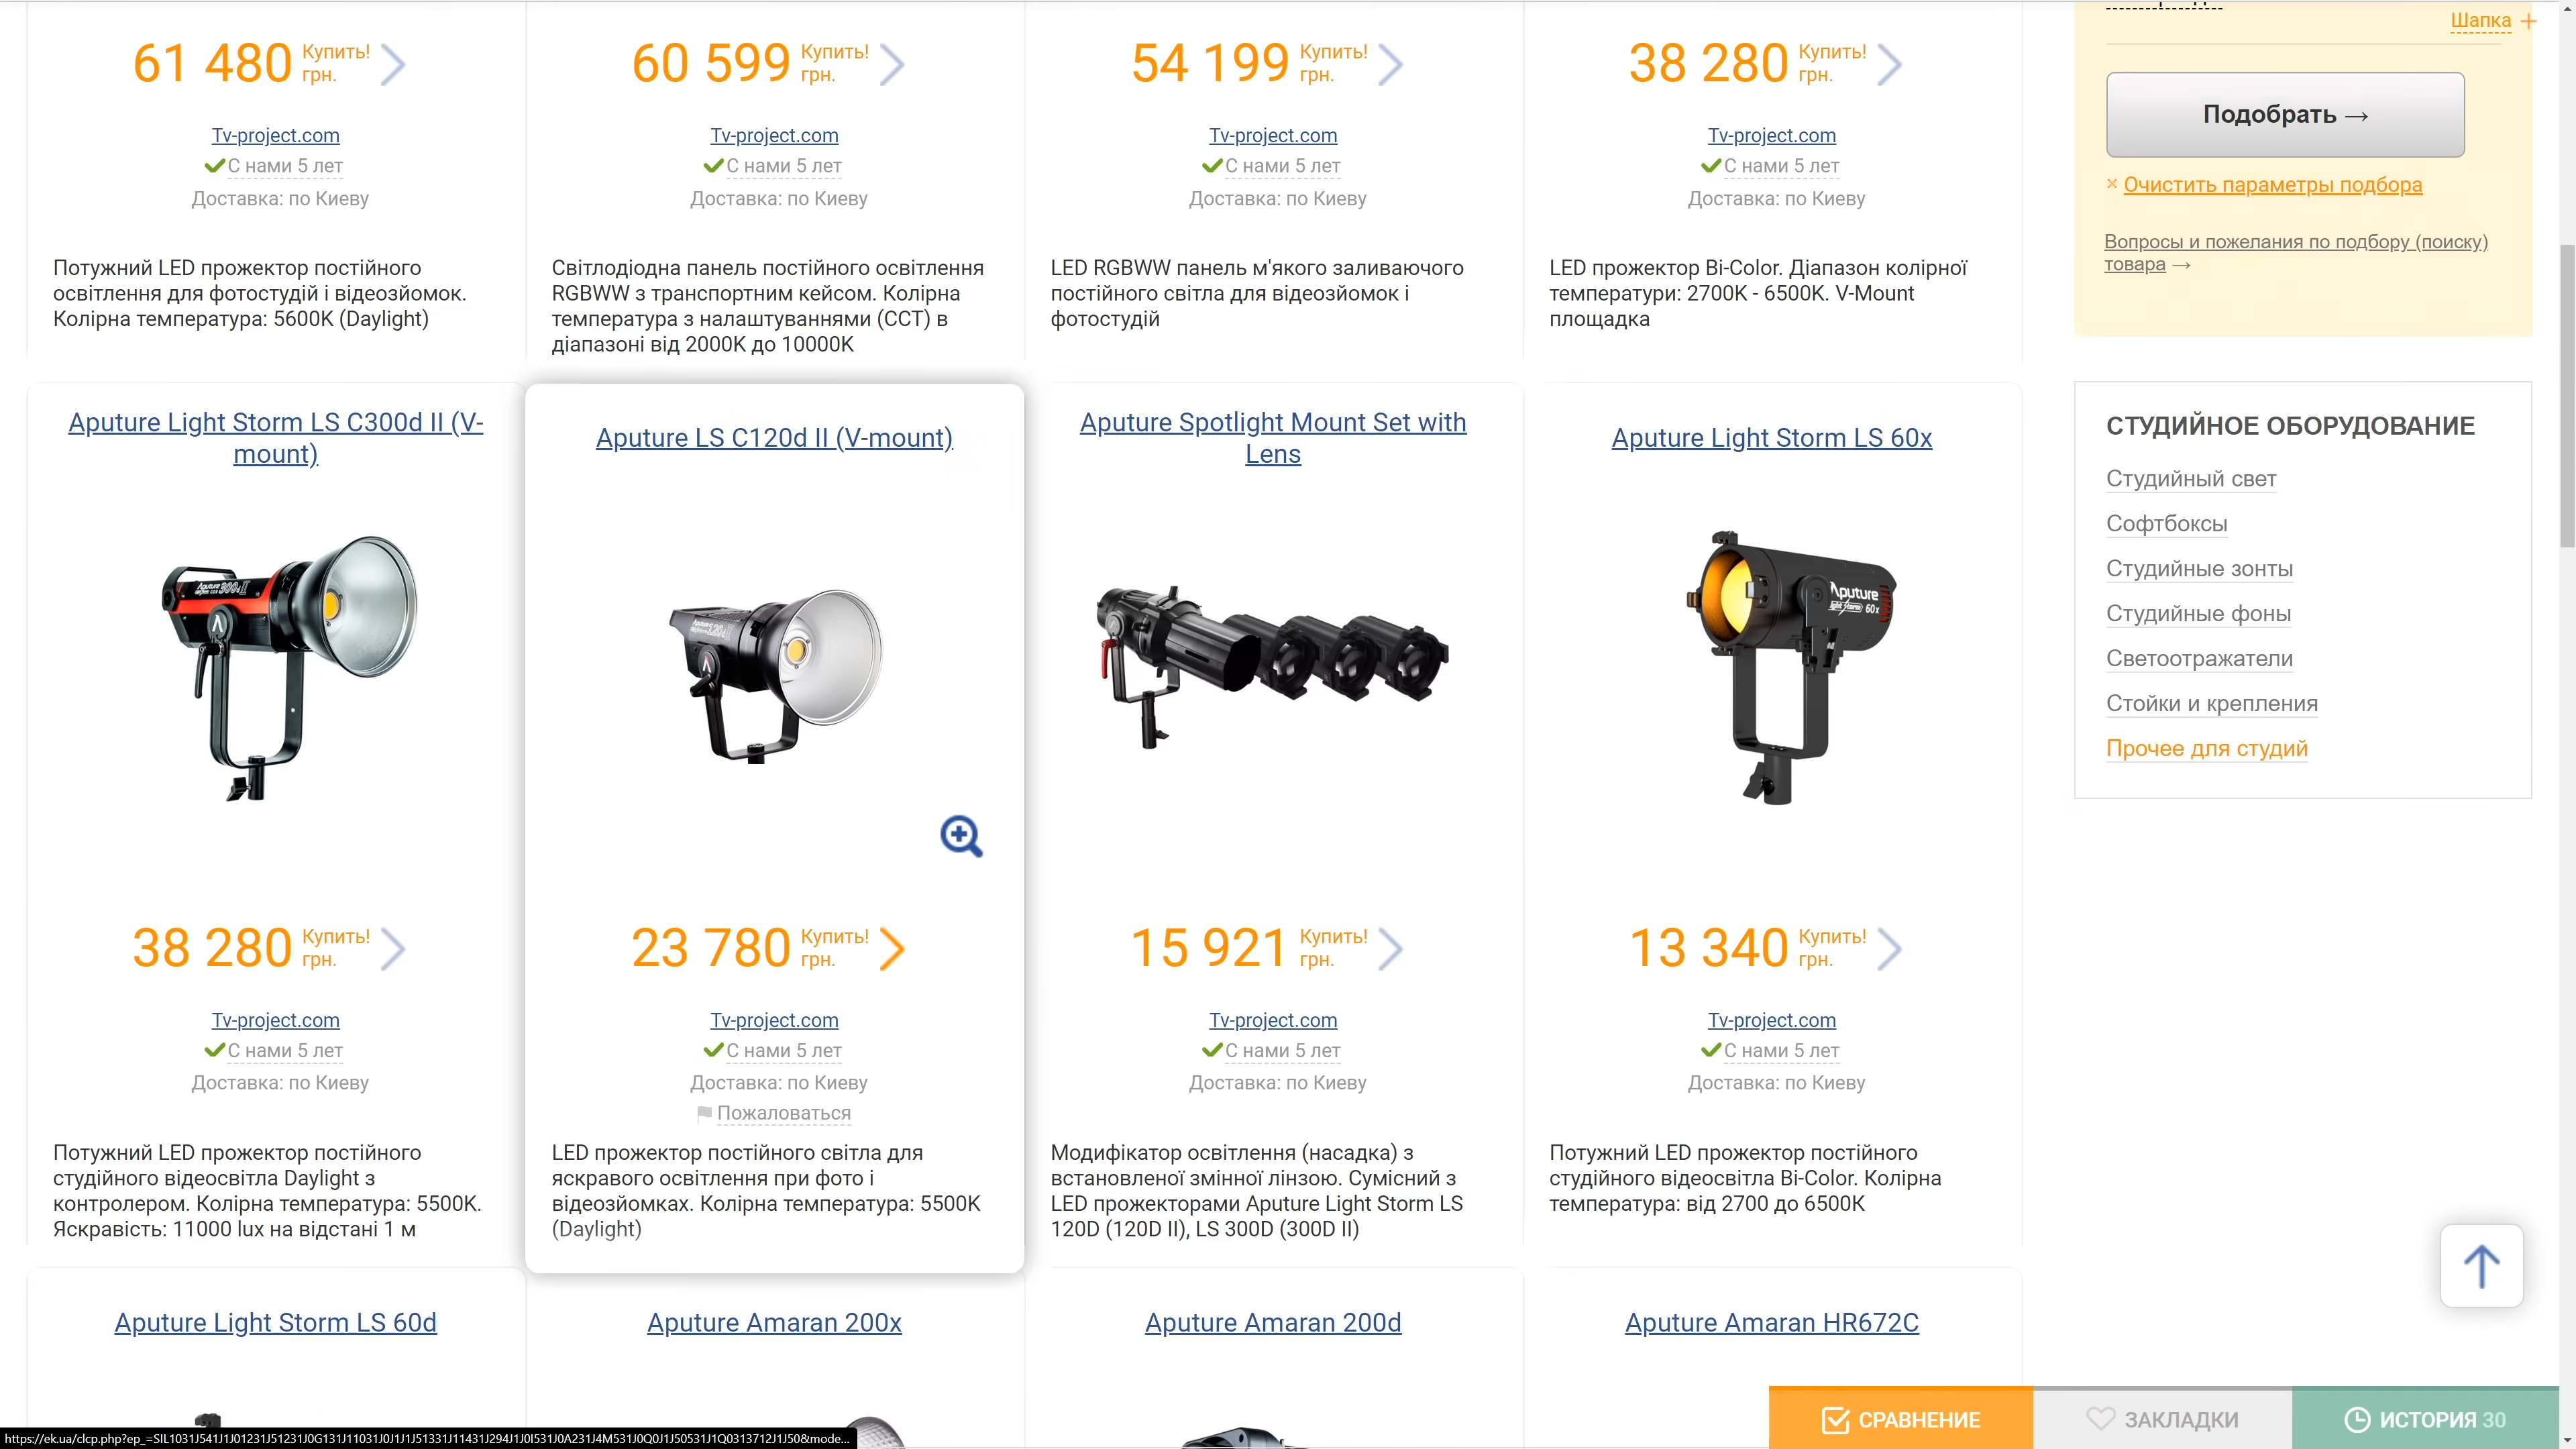 61 480 Купить!
грн.
60 599 Купить!
грн.
54 199 Купить!
грн.
38 280 Купить!
грн.
Tv-project.com
С нами 5 лет
Доставка: по Киеву
Tv-project.com
С нами 5 лет
Доставка: по Киеву
Tv-project.com
С нами 5 лет
Доставка: по Киеву
Tv-project.com
С нами 5 лет
Доставка: по Киеву
Потужний LED прожектор постійного
освітлення для фотостудій і відеозйомок.
Колірна температура: 5600K (Daylight)
Світлодіодна панель постійного освітлення
RGBWW з транспортним кейсом. Колірна
температура з налаштуваннями (CCT) в
діапазоні від 2000K до 10000K
LED RGBWW панель м'якого заливаючого
постійного світла для відеозйомок і
фотостудій
LED прожектор Bi-Color. Діапазон колірної
температури: 2700K - 6500K. V-Mount
площадка
Aputure Light Storm LS C300d II (V-
mount)
38 280 Купить!
грн.
Tv-project.com
С нами 5 лет
Доставка: по Киеву
Потужний LED прожектор постійного
студійного відеосвітла Daylight з
контролером. Колірна температура: 5500K.
Яскравість: 11000 lux на відстані 1 м
Aputure LS C120d II (V-mount)
23 780 Купить!
грн.
Tv-project.com
С нами 5 лет
Доставка: по Киеву
Пожаловаться
LED прожектор постійного світла для
яскравого освітлення при фото і
відеозйомках. Колірна температура: 5500K
(Daylight)
Aputure Spotlight Mount Set with
Lens
15 921 Купить!
грн.
Tv-project.com
С нами 5 лет
Доставка: по Киеву
Модифікатор освітлення (насадка) з
встановленої змінної лінзою. Сумісний з
LED прожекторами Aputure Light Storm LS
120D (120D II), LS 300D (300D II)
Aputure Light Storm LS 60x
Aputure
Light Storm 60x
13 340 Купить!
грн.
Tv-project.com
С нами 5 лет
Доставка: по Киеву
Потужний LED прожектор постійного
студійного відеосвітла Bi-Color. Колірна
температура: від 2700 до 6500К
Aputure Light Storm LS 60d
Aputure Amaran 200x
Aputure Amaran 200d
Aputure Amaran HR672C
Шапка
Подобрать →
× Очистить параметры подбора
Вопросы и пожелания по подбору (поиску)
товара →
СТУДИЙНОЕ ОБОРУДОВАНИЕ
Студийный свет
Софтбоксы
Студийные зонты
Студийные фоны
Светоотражатели
Стойки и крепления
Прочее для студий
СРАВНЕНИЕ
ЗАКЛАДКИ
ИСТОРИЯ 30